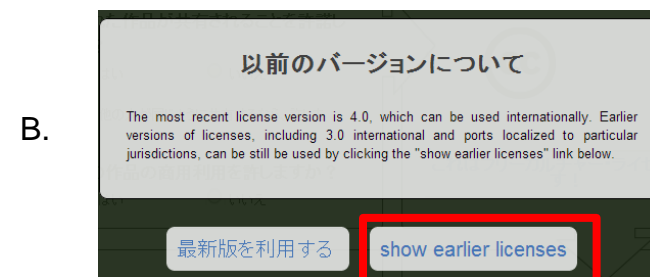 以前のバージョンについて
B.
The most recent license version is 4.0, which can be used internationally. Earlier
versions of licenses, including 3.0 international and ports localized to particular
jurisdictions, can be still be used by clicking the "show earlier licenses" link below.
最新版を利用する
show earlier licenses